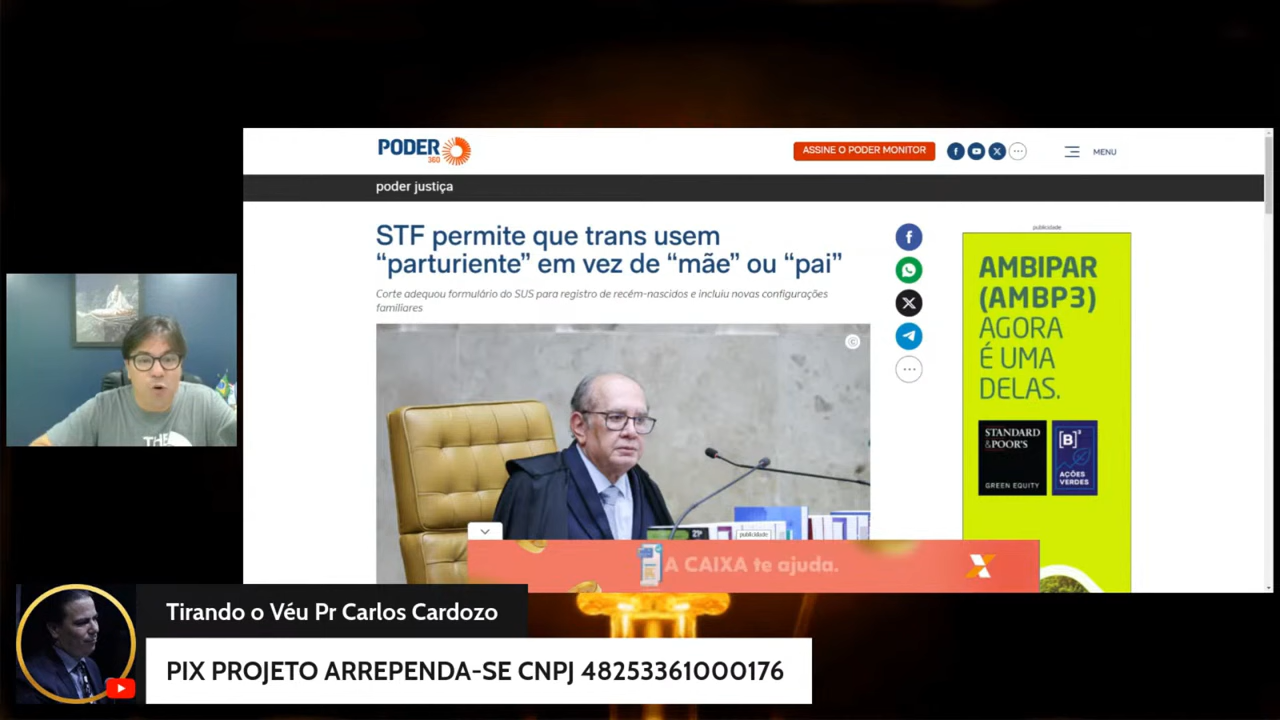 PODER
360
ASSINE O PODER MONITOR
MENU
poder justiça
STF permite que trans usem
“parturiente” em vez de “mãe” ou “pai”
Corte adequou formulário do SUS para registro de recém-nascidos e incluiu novas configurações
familiares
publicidade
AMBIPAR
(AMBP3)
AGORA
É UMA
DELAS.
STANDARD
&POOR'S
GREEN EQUITY
[B]³
AÇÕES
VERDES
THE
publicidade
A CAIXA te ajuda.
Tirando o Véu Pr Carlos Cardozo
PIX PROJETO ARREPENDA-SE CNPJ 48253361000176